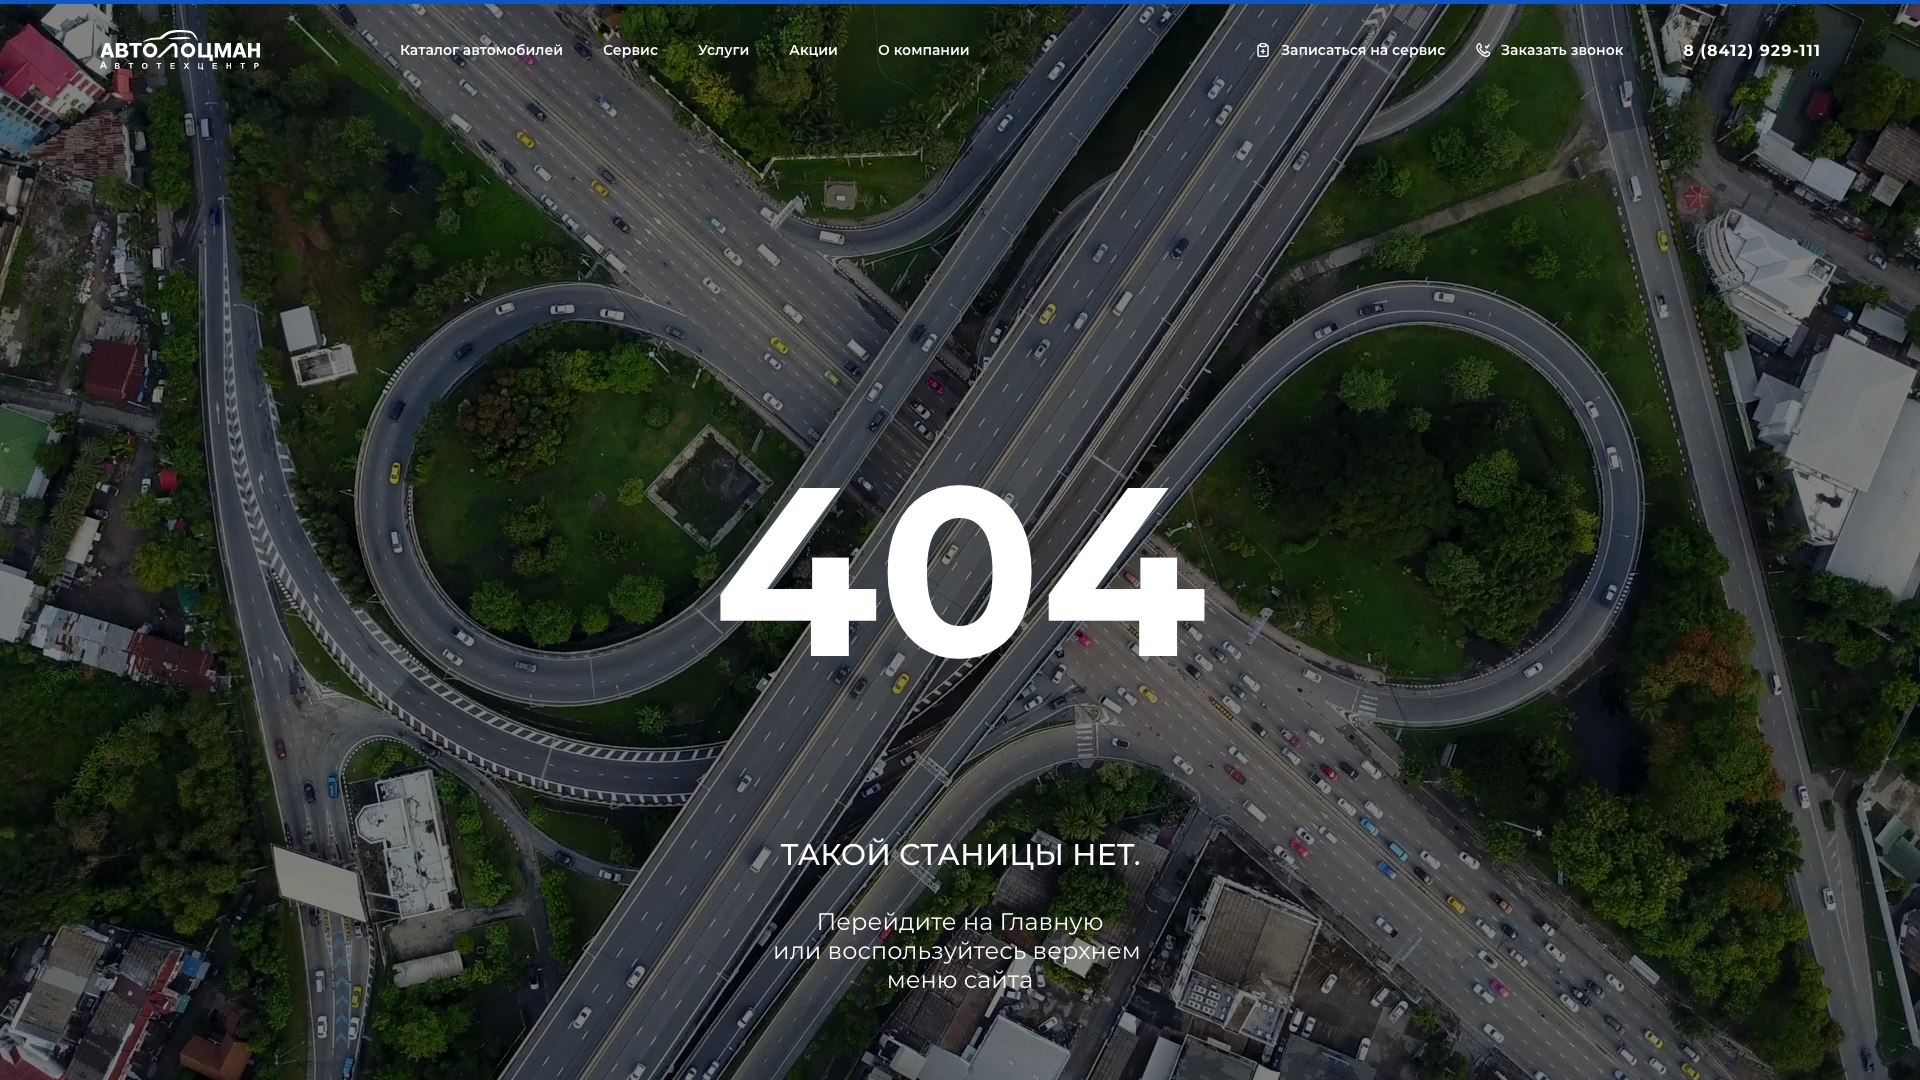 АВТОЛОЦМАН
АВТОТЕХЦЕНТР
Каталог автомобилей
Сервис
Услуги
Акции
О компании
Записаться на сервис
Заказать звонок
8 (8412) 929-111
404
ТАКОЙ СТАНИЦЫ НЕТ.
Перейдите на Главную
или воспользуйтесь верхнем
меню сайта